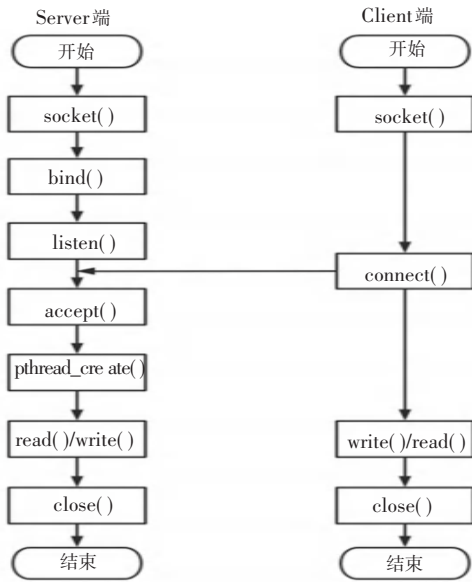 Server端
开始
socket( )
bind( )
listen( )
accept( )
pthread_cre ate( )
read( )/write( )
close( )
结束
Client端
开始
socket( )
connect( )
write( )/read( )
close( )
结束